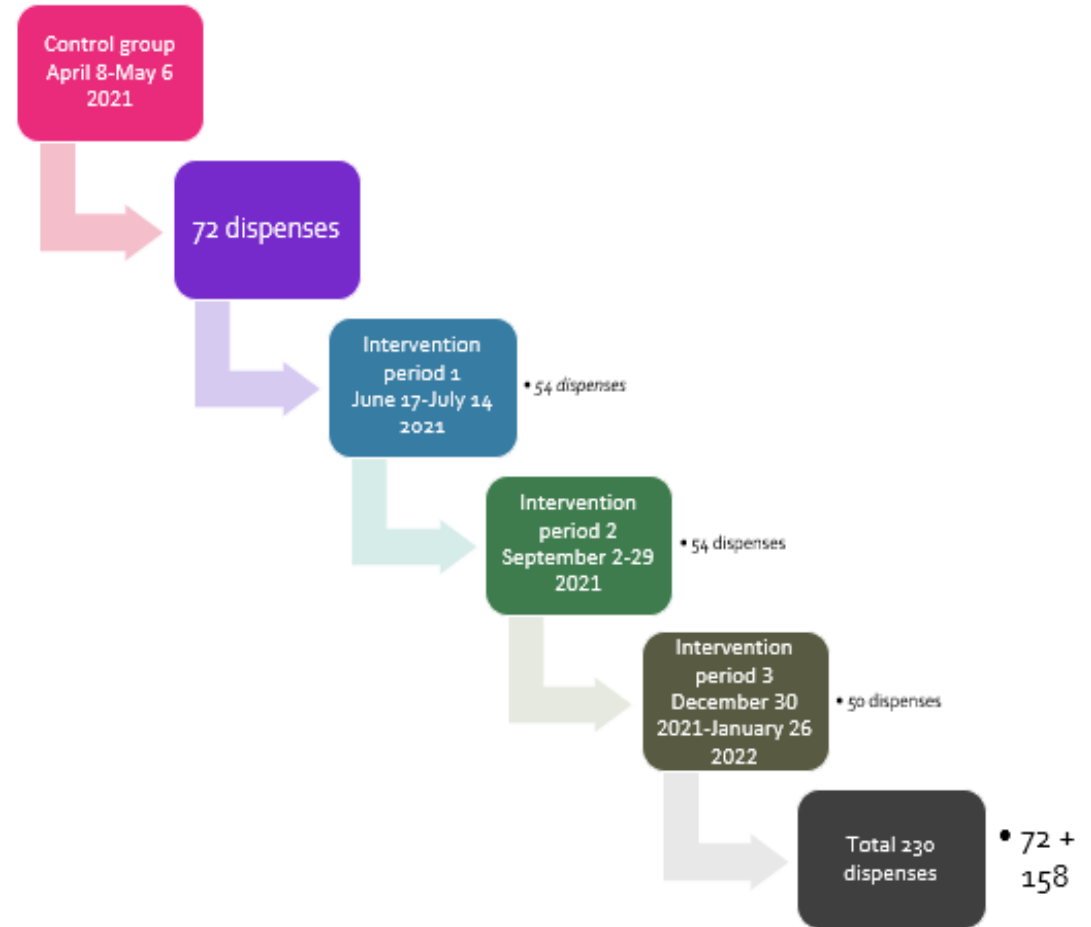 Control group
April 8-May 6
2021
72 dispenses
Intervention
period 1
June 17-July 14
2021
• 54 dispenses
Intervention
period 2
September 2-29
2021
• 54 dispenses
Intervention
period 3
December 30
2021-January 26
2022
• 50 dispenses
Total 230
dispenses
• 72 +
158